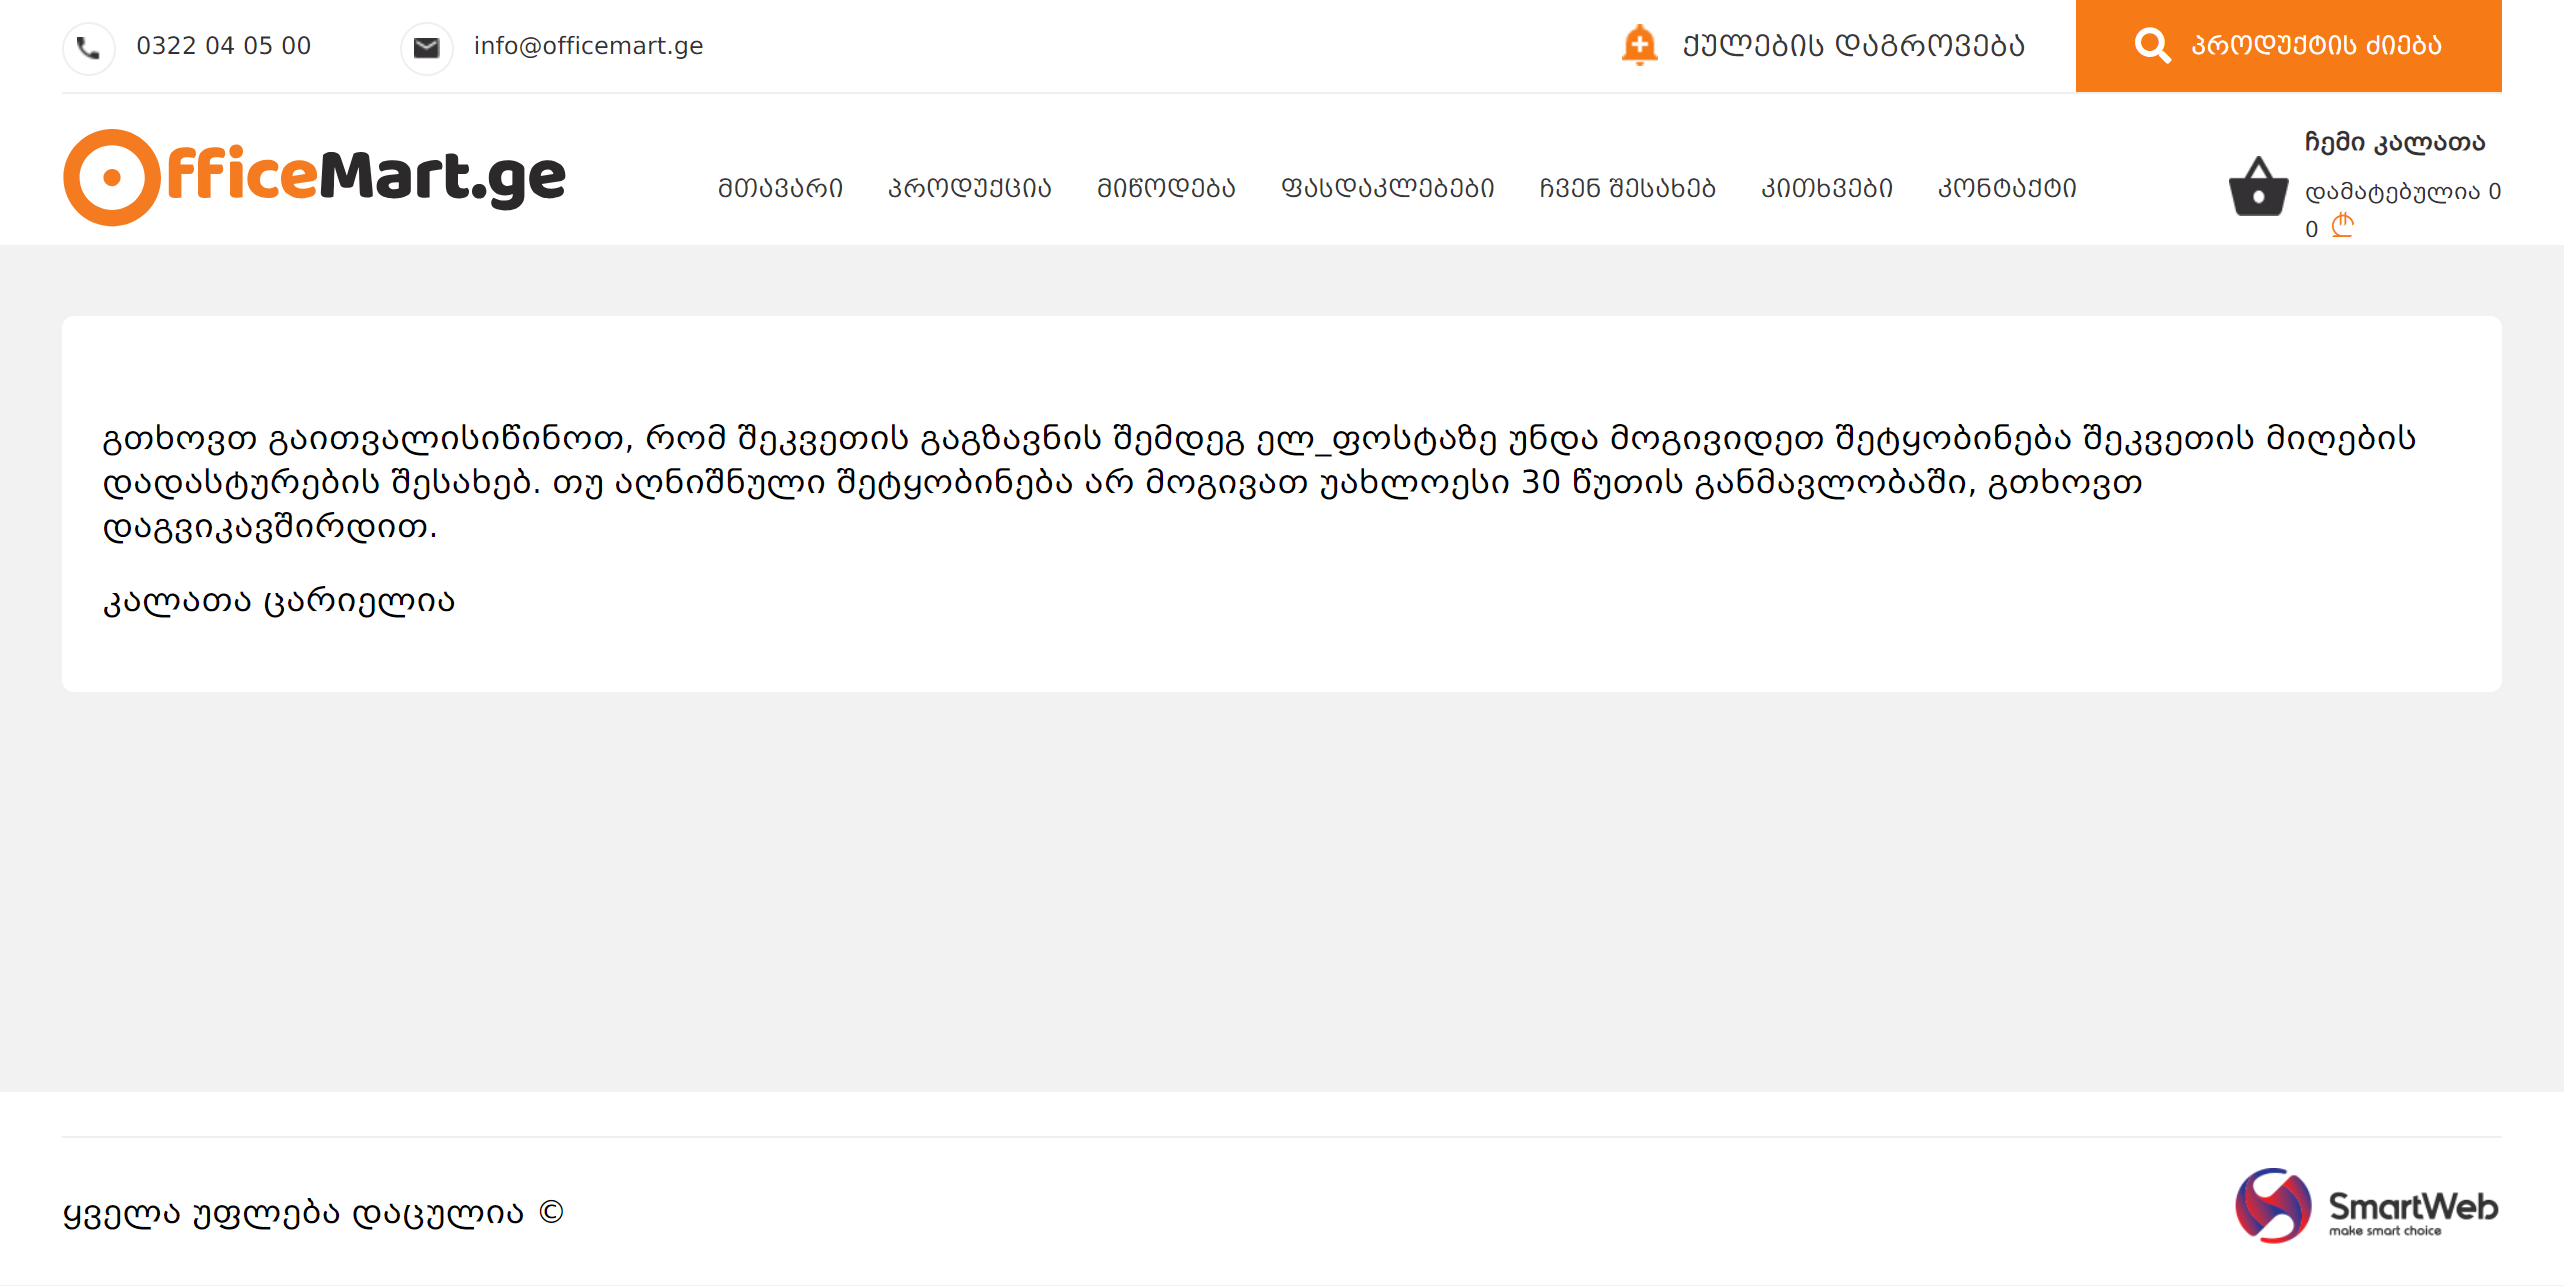 0322 04 05 00
info@officemart.ge
ქულების დაგროვება
პროდუქტის ძიება
OfficeMart.ge
მთავარი
პროდუქცია
მიწოდება
ფასდაკლებები
ჩვენ შესახებ
კითხვები
კონტაქტი
ჩემი კალათა
დამატებულია 0
0 ₾
გთხოვთ გაითვალისიწინოთ, რომ შეკვეთის გაგზავნის შემდეგ ელ_ფოსტაზე უნდა მოგივიდეთ შეტყობინება შეკვეთის მიღების
დადასტურების შესახებ. თუ აღნიშნული შეტყობინება არ მოგივათ უახლოესი 30 წუთის განმავლობაში, გთხოვთ
დაგვიკავშირდით.
კალათა ცარიელია
ყველა უფლება დაცულია ©
SmartWeb
make smart choice